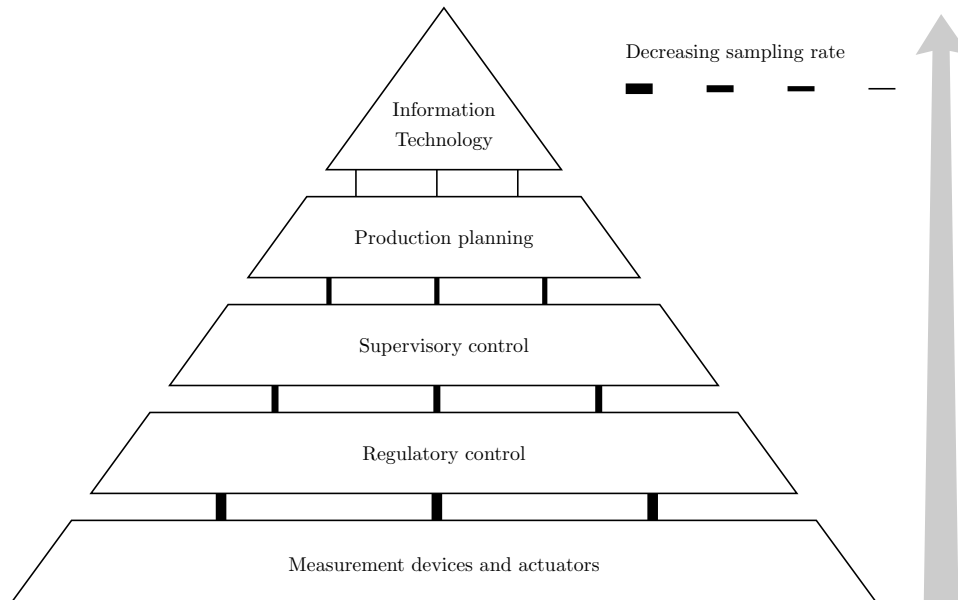 Decreasing sampling rate
Information
Technology
Production planning
Supervisory control
Regulatory control
Measurement devices and actuators